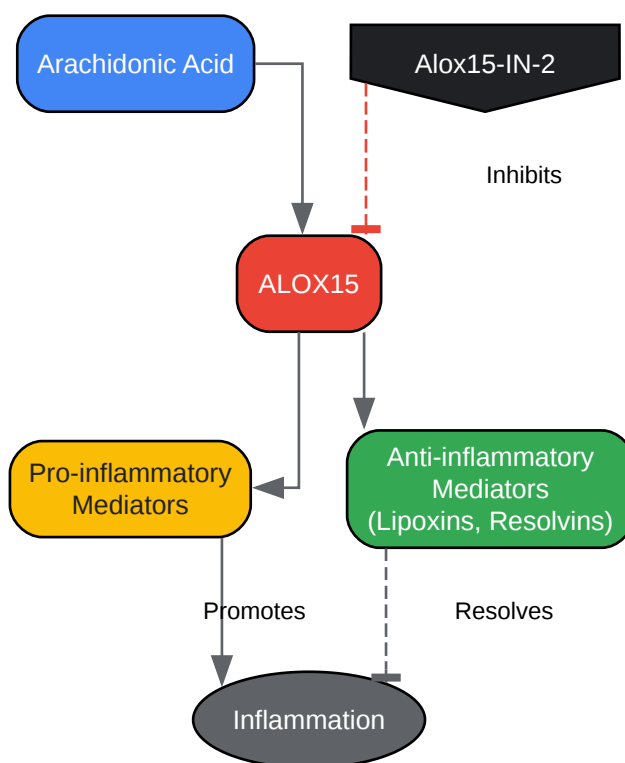 Arachidonic Acid
Alox15-IN-2
Inhibits
ALOX15
Pro-inflammatory
Mediators
Anti-inflammatory
Mediators
(Lipoxins, Resolvins)
Promotes
Resolves
Inflammation